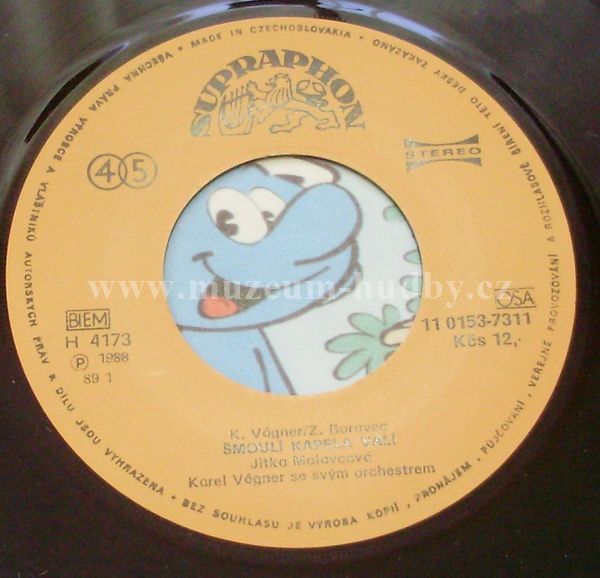 SUPRAPHON
45
STEREO
BIEM
H 4173
℗ 1988
89 1
OSA
11 0153-7311
Kčs 12,-
K. Vágner/Z. Borovec
ŠMOULÍ KAPELA VÁLÍ
Jitka Molavcová
Karel Vágner se svým orchestrem
MADE IN CZECHOSLOVAKIA • VŠECHNA PRÁVA VÝROBCE A VLASTNÍKŮ AUTORSKÝCH PRÁV K DÍLU JSOU VYHRAZENA • BEZ SOUHLASU JE VÝROBA KOPIÍ, PRONÁJEM, PŮJČOVÁNÍ, VEŘEJNÉ PROVOZOVÁNÍ A ROZHLASOVÉ ŠÍŘENÍ TÉTO DESKY ZAKÁZÁNO •
www.muzeum-hudby.cz